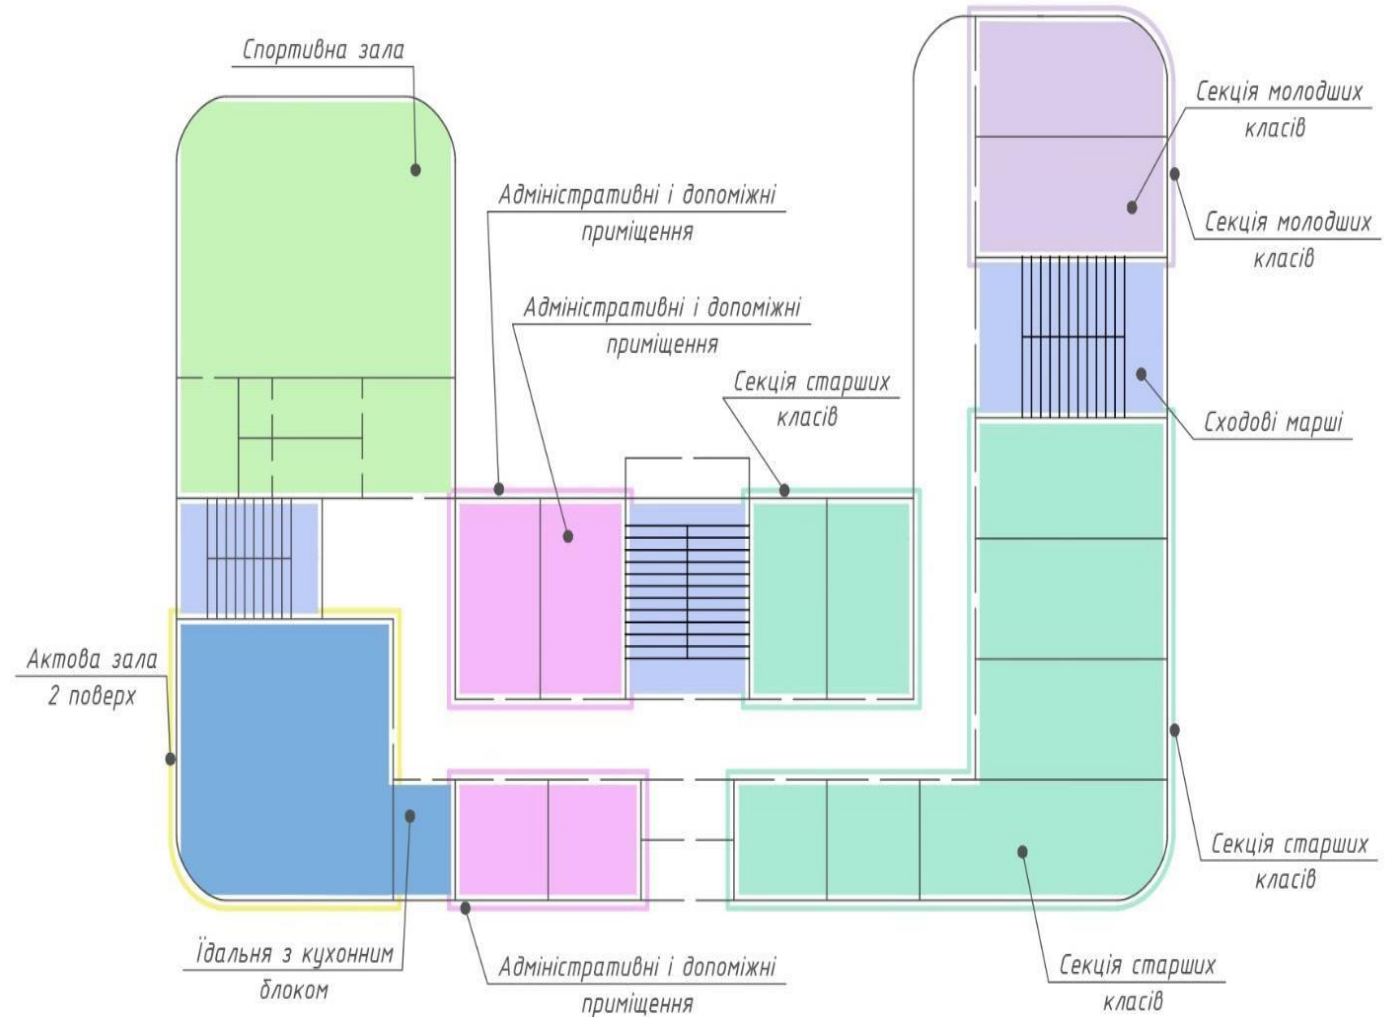 Спортивна зала
Секція молодших
класів
Адміністративні і допоміжні
приміщення
Секція молодших
класів
Адміністративні і допоміжні
приміщення
Секція старших
класів
Сходові марші
Актова зала
2 поверх
Секція старших
класів
Їдальня з кухонним
блоком
Адміністративні і допоміжні
приміщення
Секція старших
класів